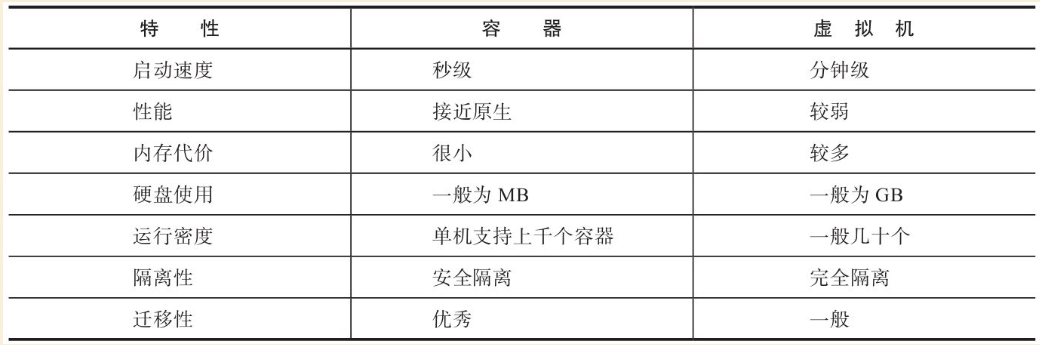 特 性 容 器 虚 拟 机
启动速度 秒级 分钟级
性能 接近原生 较弱
内存代价 很小 较多
硬盘使用 一般为 MB 一般为 GB
运行密度 单机支持上千个容器 一般几十个
隔离性 安全隔离 完全隔离
迁移性 优秀 一般